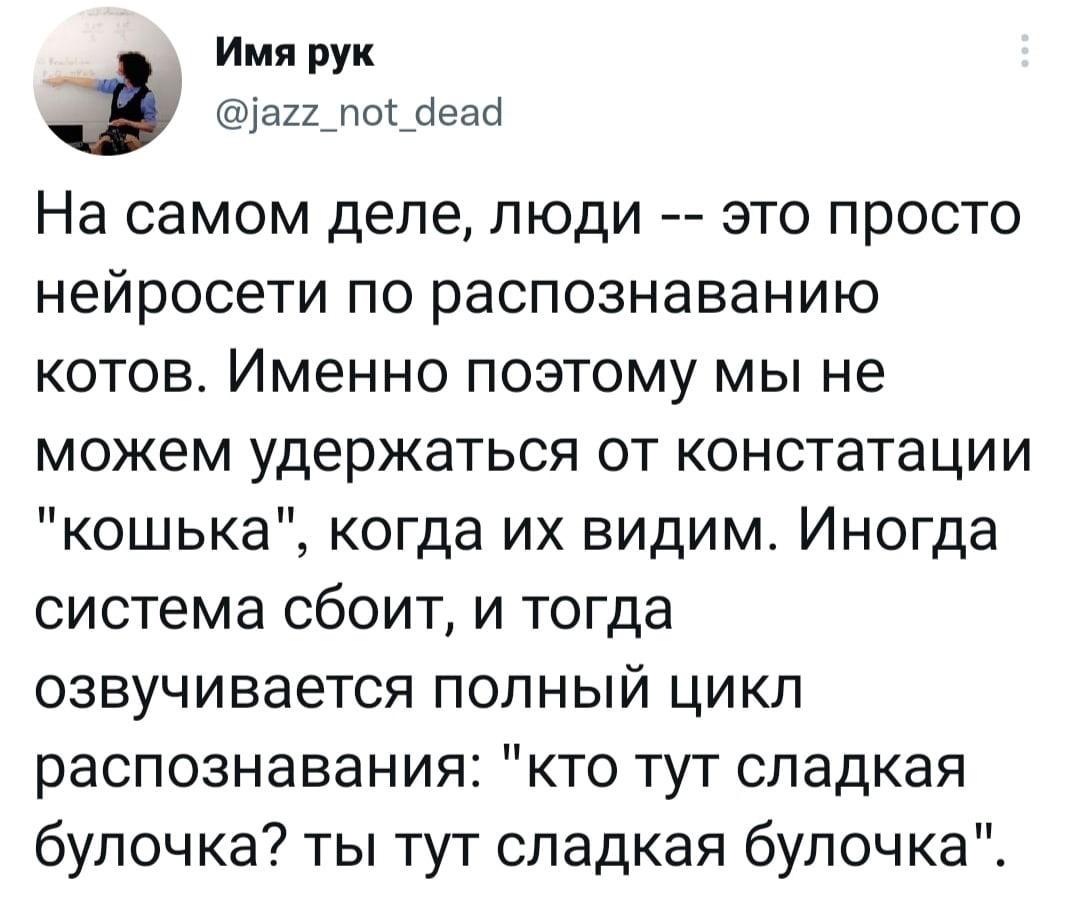 Имя рук
@jazz_not_dead
На самом деле, люди -- это просто
нейросети по распознаванию
котов. Именно поэтому мы не
можем удержаться от констатации
"кошька", когда их видим. Иногда
система сбоит, и тогда
озвучивается полный цикл
распознавания: "кто тут сладкая
булочка? ты тут сладкая булочка".